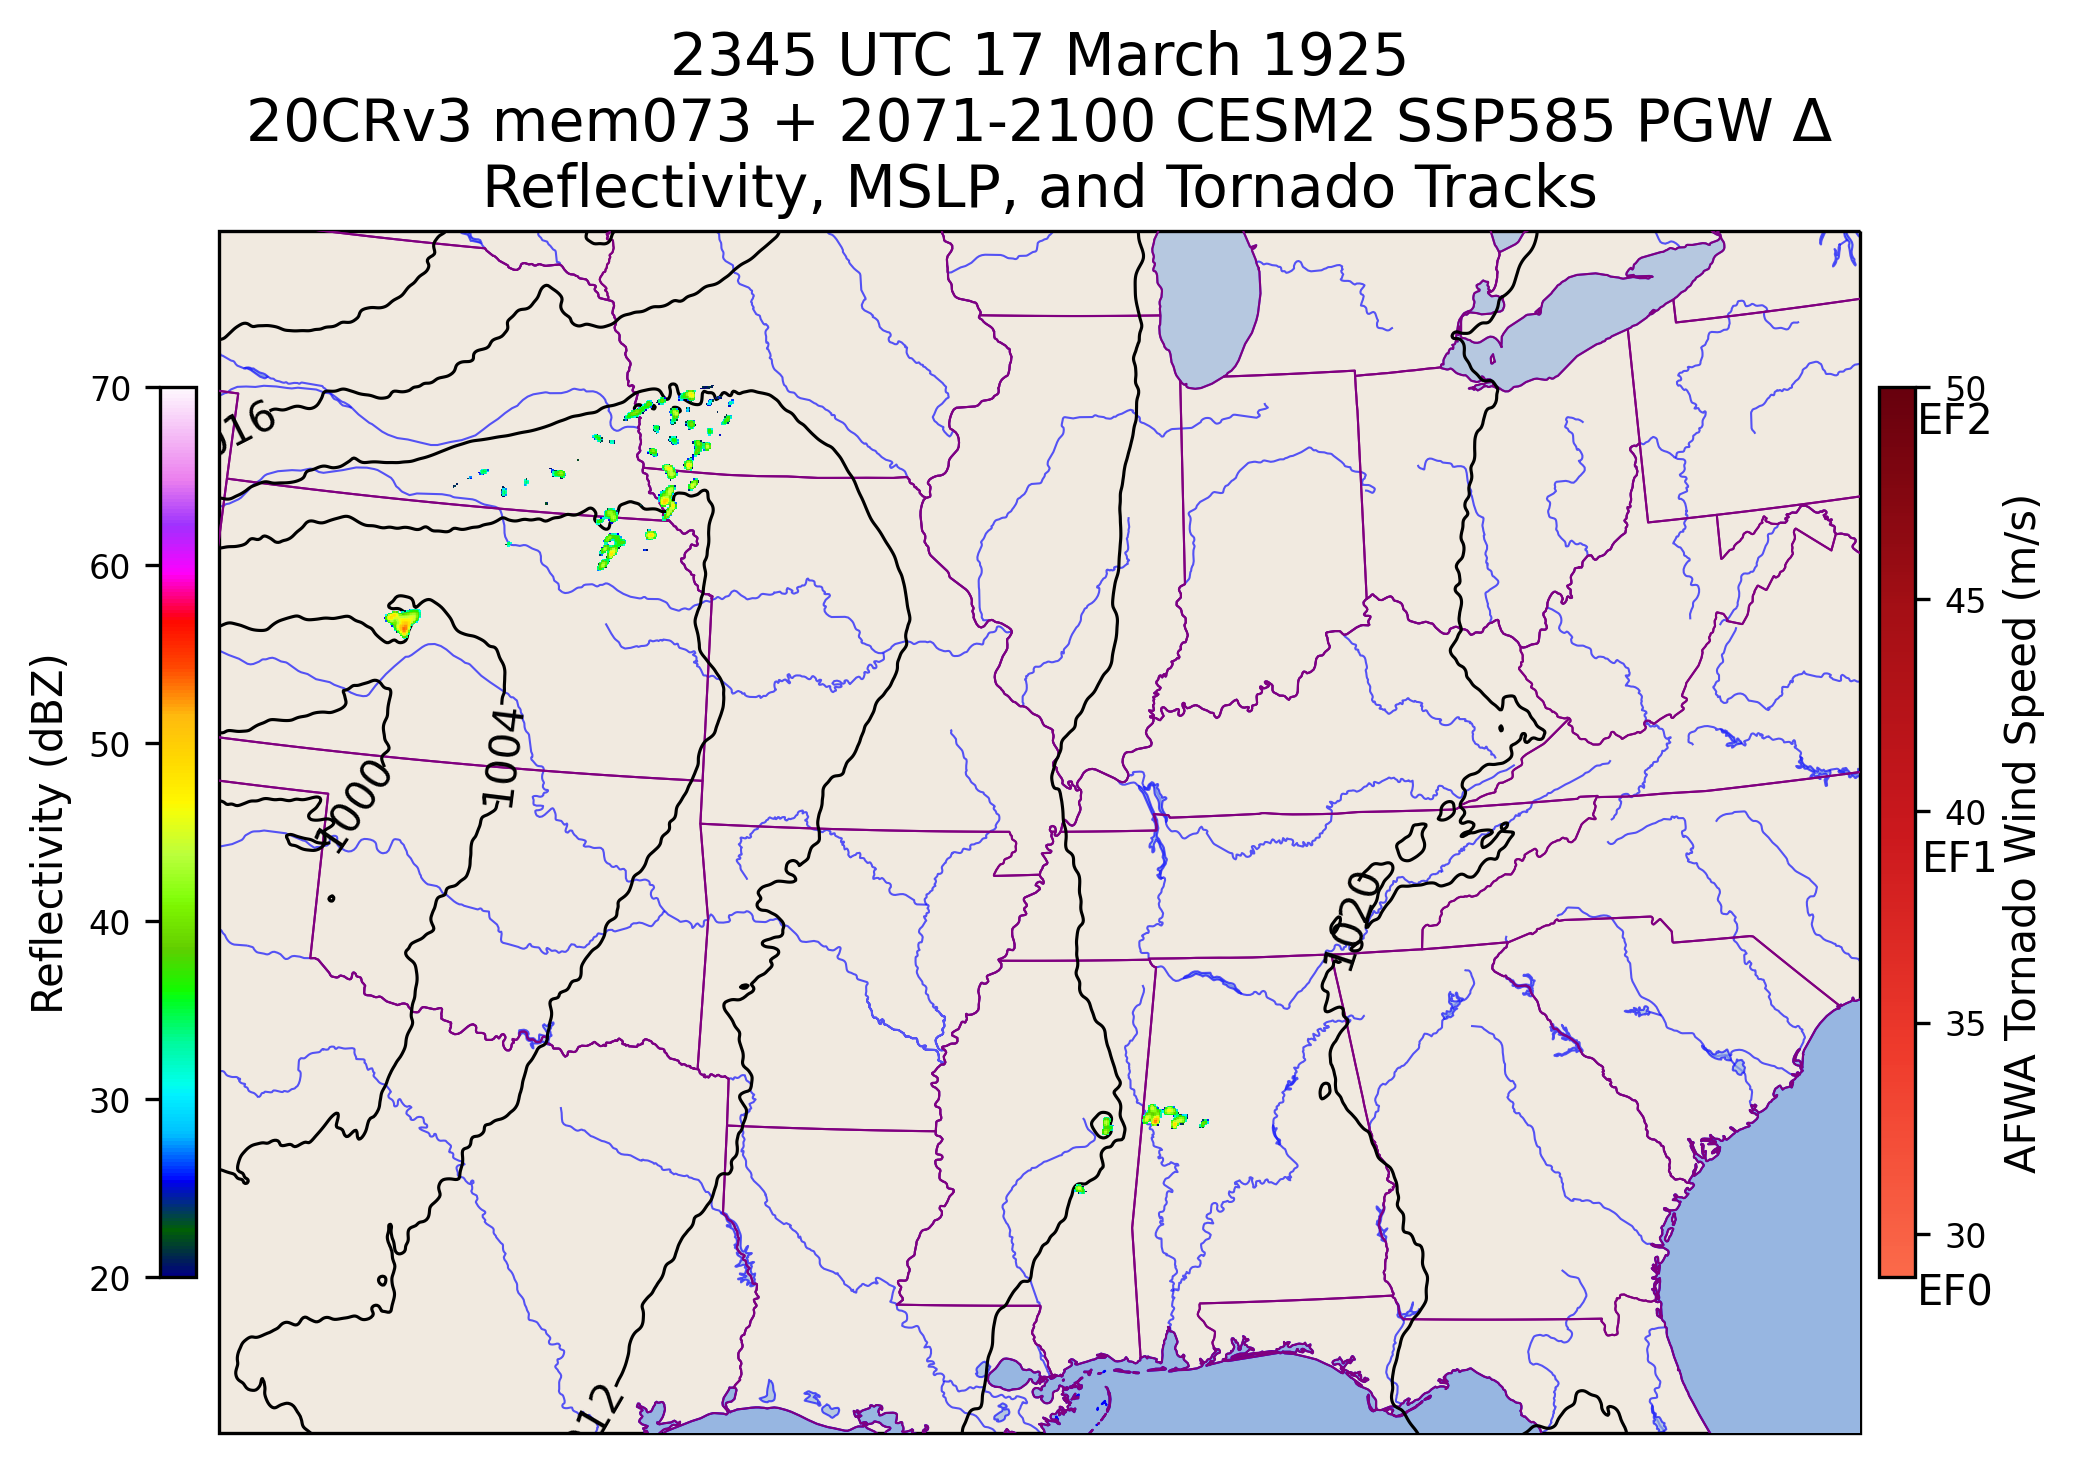 2345 UTC 17 March 1925
20CRv3 mem073 + 2071-2100 CESM2 SSP585 PGW Δ
Reflectivity, MSLP, and Tornado Tracks
70
60
50
40
30
20
Reflectivity (dBZ)
016
1000
1004
1020
12
50
EF2
45
40
EF1
35
30
EF0
AFWA Tornado Wind Speed (m/s)